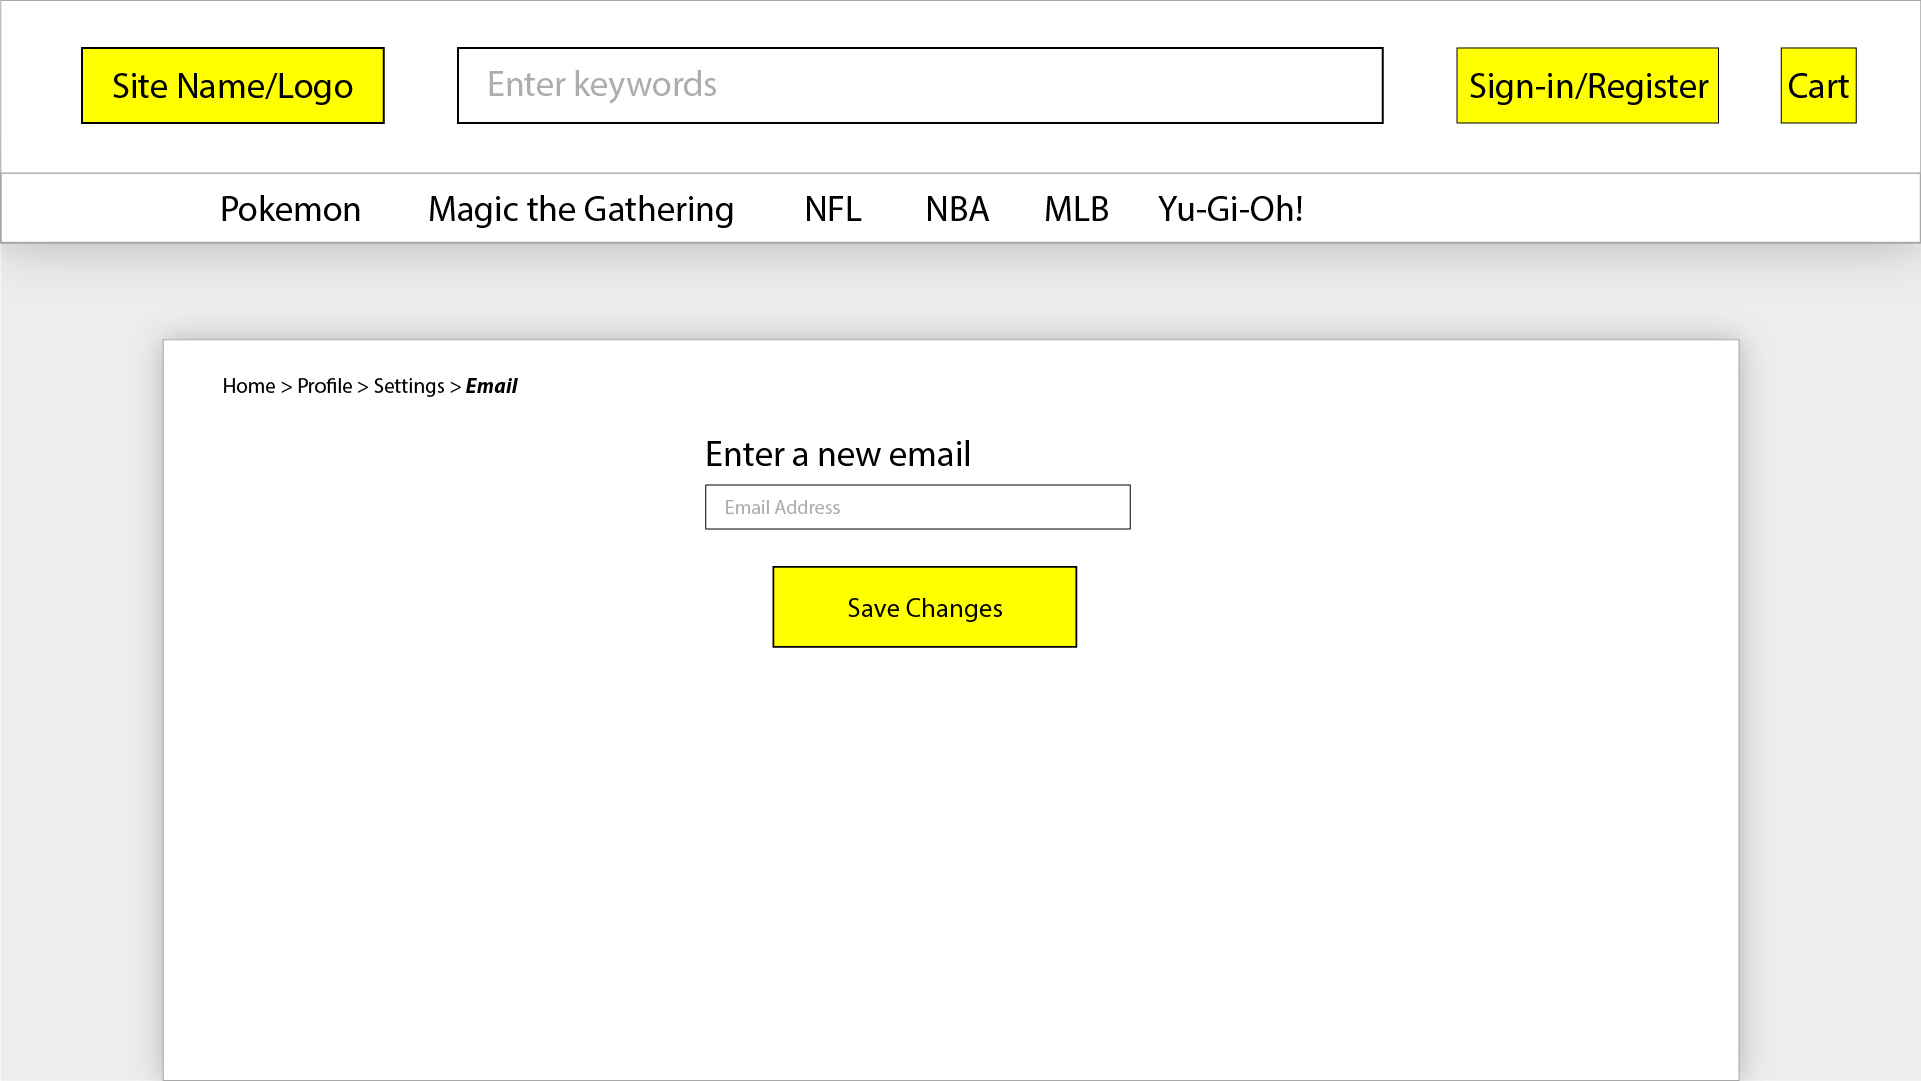 Site Name/Logo
Enter keywords
Sign-in/Register
Cart
Pokemon Magic the Gathering NFL NBA MLB Yu-Gi-Oh!
Home > Profile > Settings > Email
Enter a new email
Email Address
Save Changes